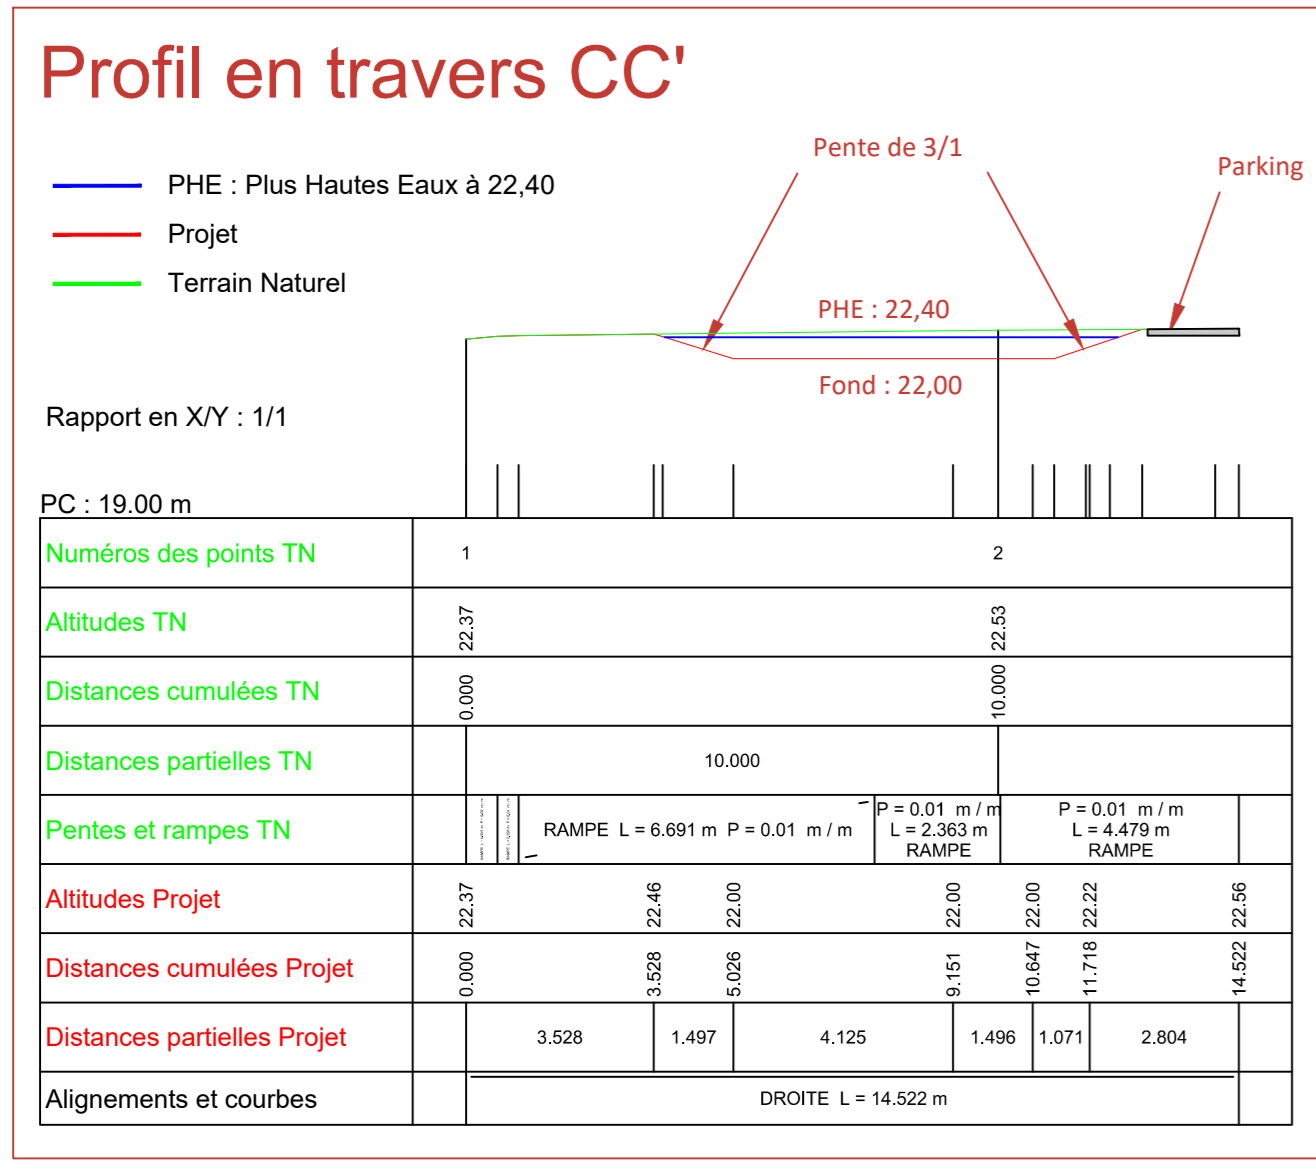 Profil en travers CC'
Pente de 3/1
Parking
PHE : Plus Hautes Eaux à 22,40
Projet
Terrain Naturel
PHE : 22,40
Fond : 22,00
Rapport en X/Y : 1/1
PC : 19.00 m
Numéros des points TN
1
2
Altitudes TN
22.37
22.53
Distances cumulées TN
0.000
10.000
Distances partielles TN
10.000
Pentes et rampes TN
RAMPE L = 6.691 m P = 0.01 m / m
P = 0.01 m / m
L = 2.363 m
RAMPE
P = 0.01 m / m
L = 4.479 m
RAMPE
Altitudes Projet
22.37
22.46
22.00
22.00
22.00
22.22
22.56
Distances cumulées Projet
0.000
3.528
5.026
9.151
10.647
11.718
14.522
Distances partielles Projet
3.528
1.497
4.125
1.496
1.071
2.804
Alignements et courbes
DROITE L = 14.522 m